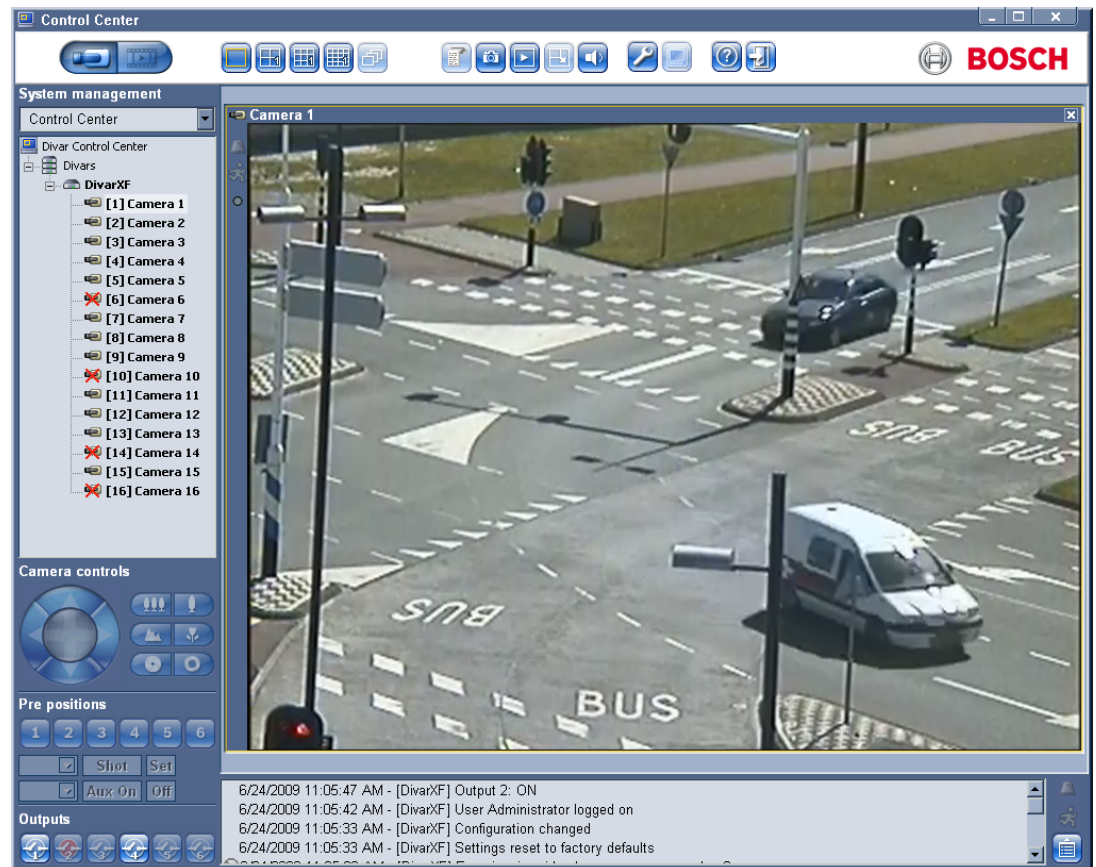 Control Center
BOSCH
System management
Control Center
Divar Control Center
Divars
DivarXF
[1] Camera 1
[2] Camera 2
[3] Camera 3
[4] Camera 4
[5] Camera 5
[6] Camera 6
[7] Camera 7
[8] Camera 8
[9] Camera 9
[10] Camera 10
[11] Camera 11
[12] Camera 12
[13] Camera 13
[14] Camera 14
[15] Camera 15
[16] Camera 16
Camera 1
BUS
BUS
BUS
BUS
Camera controls
Pre positions
1 2 3 4 5 6
Shot Set
Aux On Off
Outputs
1 2 3 4 5 6
6/24/2009 11:05:47 AM - [DivarXF] Output 2: ON
6/24/2009 11:05:42 AM - [DivarXF] User Administrator logged on
6/24/2009 11:05:33 AM - [DivarXF] Configuration changed
6/24/2009 11:05:33 AM - [DivarXF] Settings reset to factory defaults